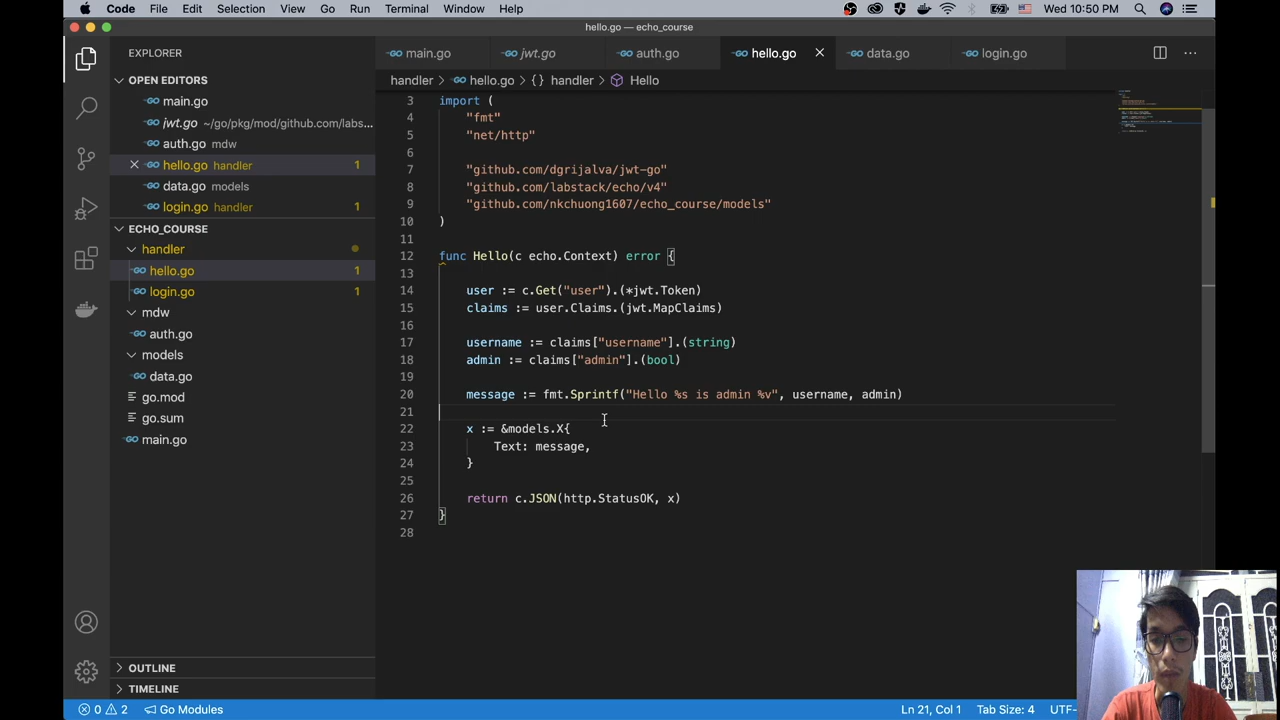 Code File Edit Selection View Go Run Terminal Window Help Wed 10:50 PM
hello.go — echo_course
EXPLORER
main.go jwt.go auth.go hello.go data.go login.go
handler > hello.go > {} handler > Hello
OPEN EDITORS
main.go
jwt.go ~/go/pkg/mod/github.com/labs...
auth.go mdw
hello.go handler 1
data.go models
login.go handler 1
ECHO_COURSE
handler
hello.go 1
login.go 1
mdw
auth.go
models
data.go
go.mod
go.sum
main.go
OUTLINE
TIMELINE
3 import (
4 "fmt"
5 "net/http"
6
7 "github.com/dgrijalva/jwt-go"
8 "github.com/labstack/echo/v4"
9 "github.com/nkchuong1607/echo_course/models"
10 )
11
12 func Hello(c echo.Context) error {
13
14 user := c.Get("user").(*jwt.Token)
15 claims := user.Claims.(jwt.MapClaims)
16
17 username := claims["username"].(string)
18 admin := claims["admin"].(bool)
19
20 message := fmt.Sprintf("Hello %s is admin %v", username, admin)
21
22 x := &models.X{
23 Text: message,
24 }
25
26 return c.JSON(http.StatusOK, x)
27 }
28
0 2 Go Modules Ln 21, Col 1 Tab Size: 4 UTF-